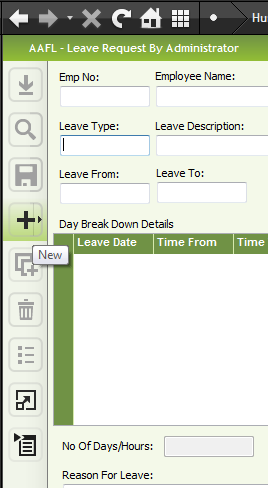 Hu
AAFL - Leave Request By Administrator
Emp No: Employee Name:
Leave Type: Leave Description:
Leave From: Leave To:
Day Break Down Details
Leave Date Time From Time
New
No Of Days/Hours:
Reason For Leave: